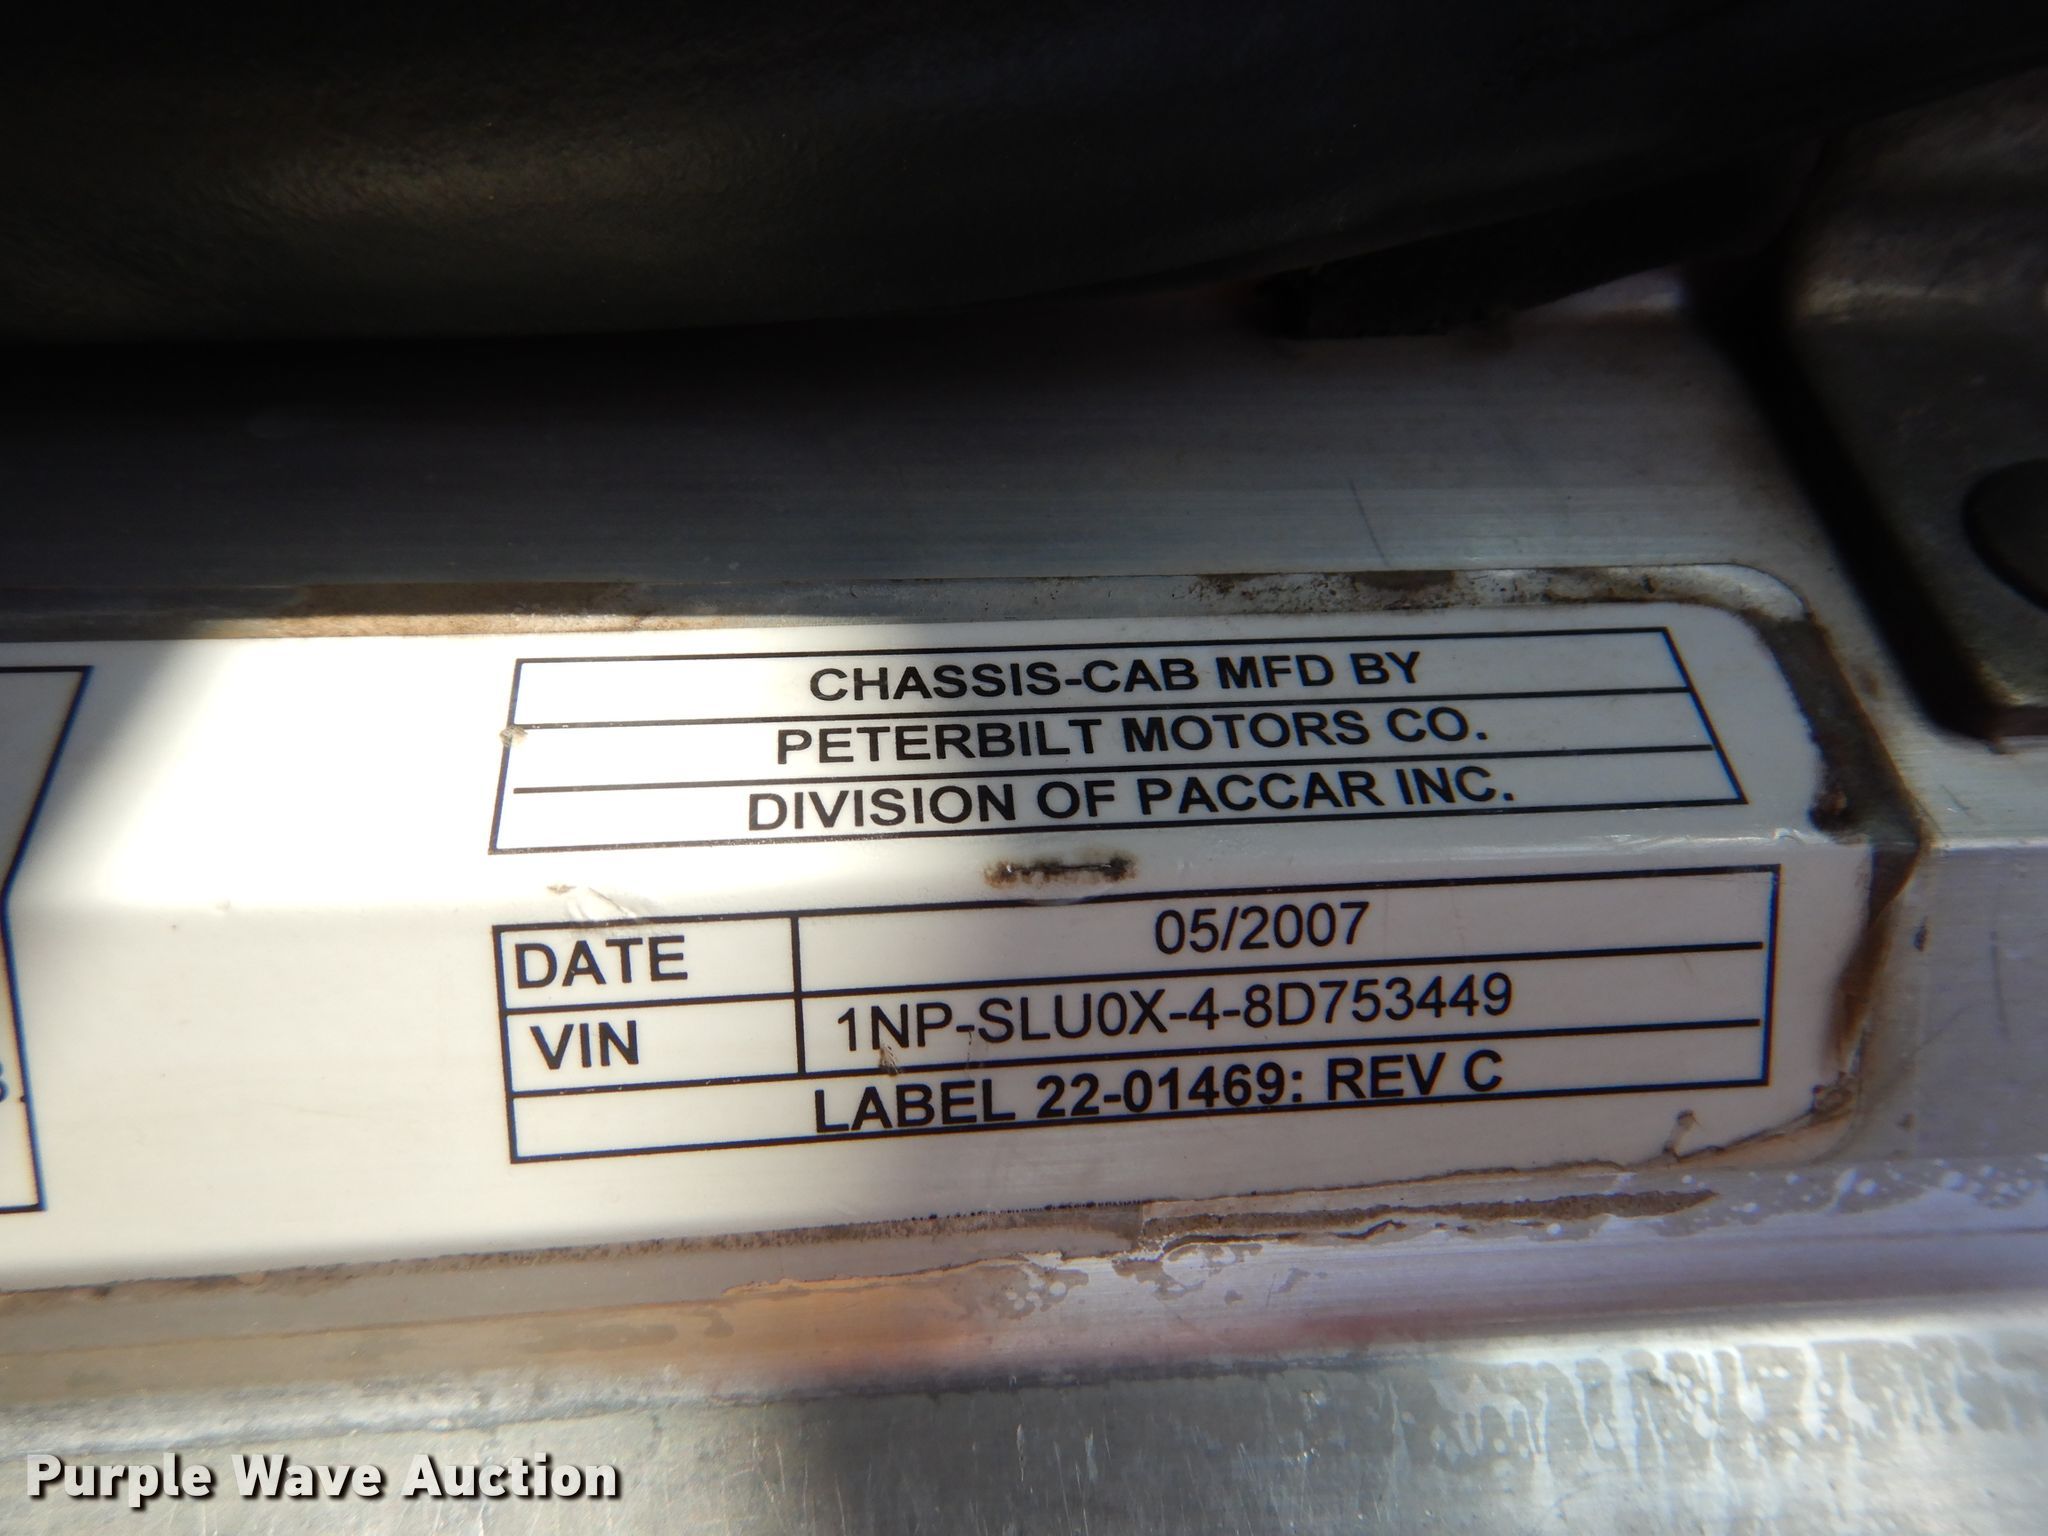 CHASSIS-CAB MFD BY
PETERBILT MOTORS CO.
DIVISION OF PACCAR INC.
DATE 05/2007
VIN 1NP-SLU0X-4-8D753449
LABEL 22-01469: REV C
Purple Wave Auction